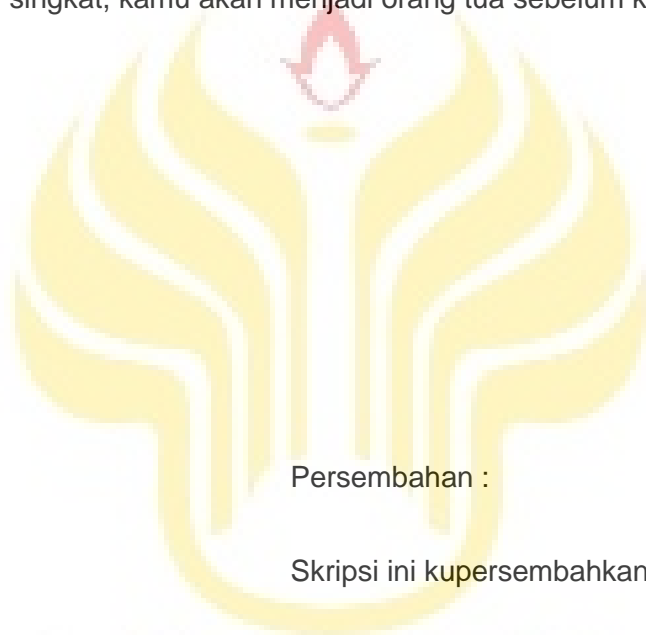 singkat, kamu akan menjadi orang tua sebelum k
Persembahan :
Skripsi ini kupersembahkan